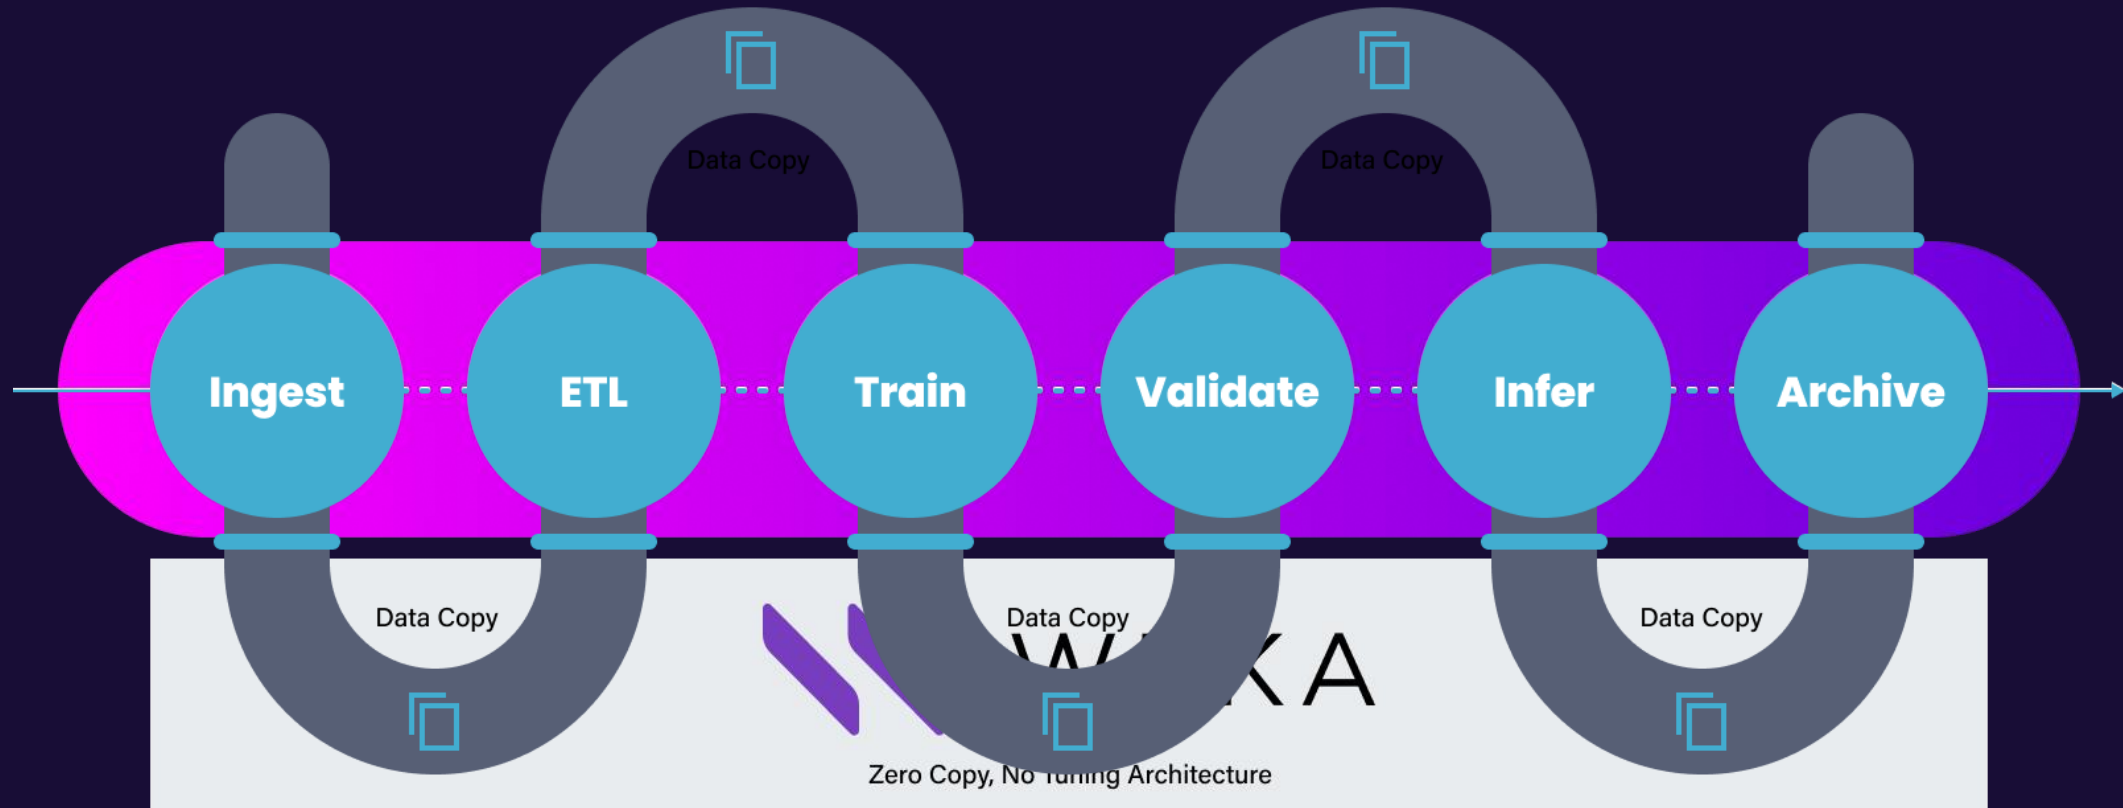 Data Copy
Data Copy
Ingest
ETL
Train
Validate
Infer
Archive
Data Copy
Data Copy
Data Copy
Zero Copy, No Tuning Architecture